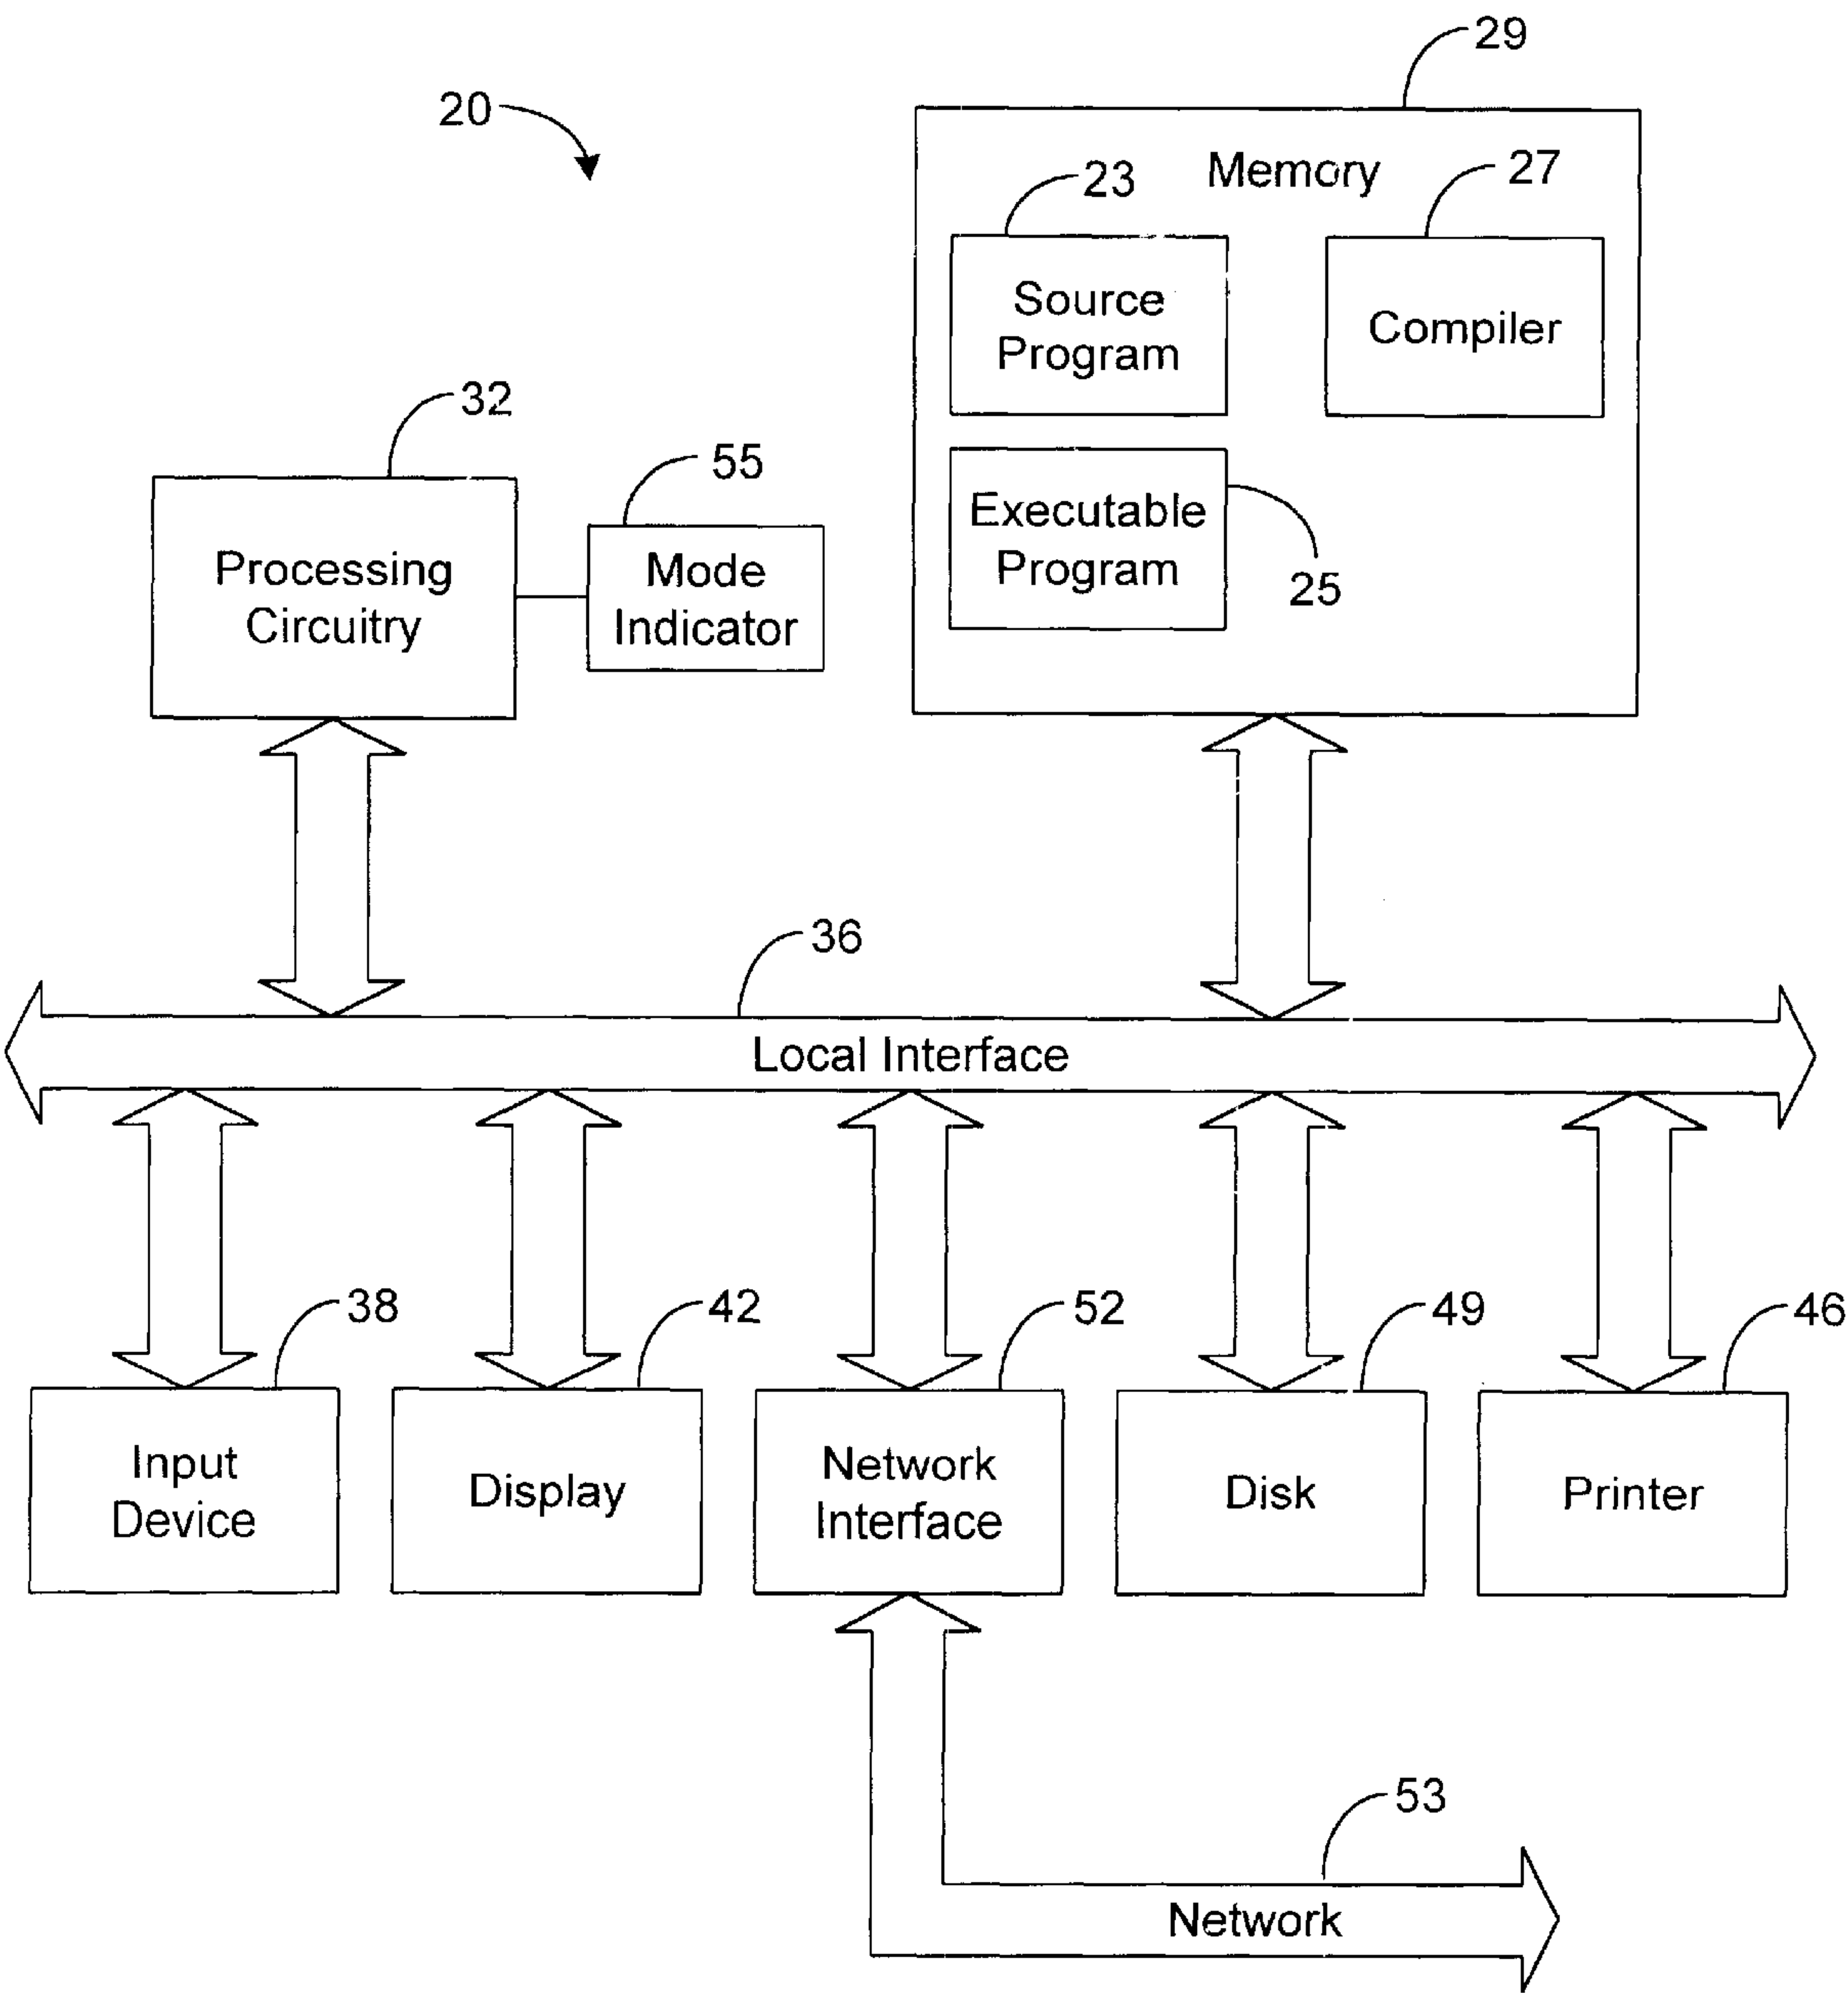 29
20
Memory
23
27
Source
Program
Compiler
32
55
Executable
Program
25
Processing
Circuitry
Mode
Indicator
36
Local Interface
38
42
52
49
46
Input
Device
Display
Network
Interface
Disk
Printer
53
Network